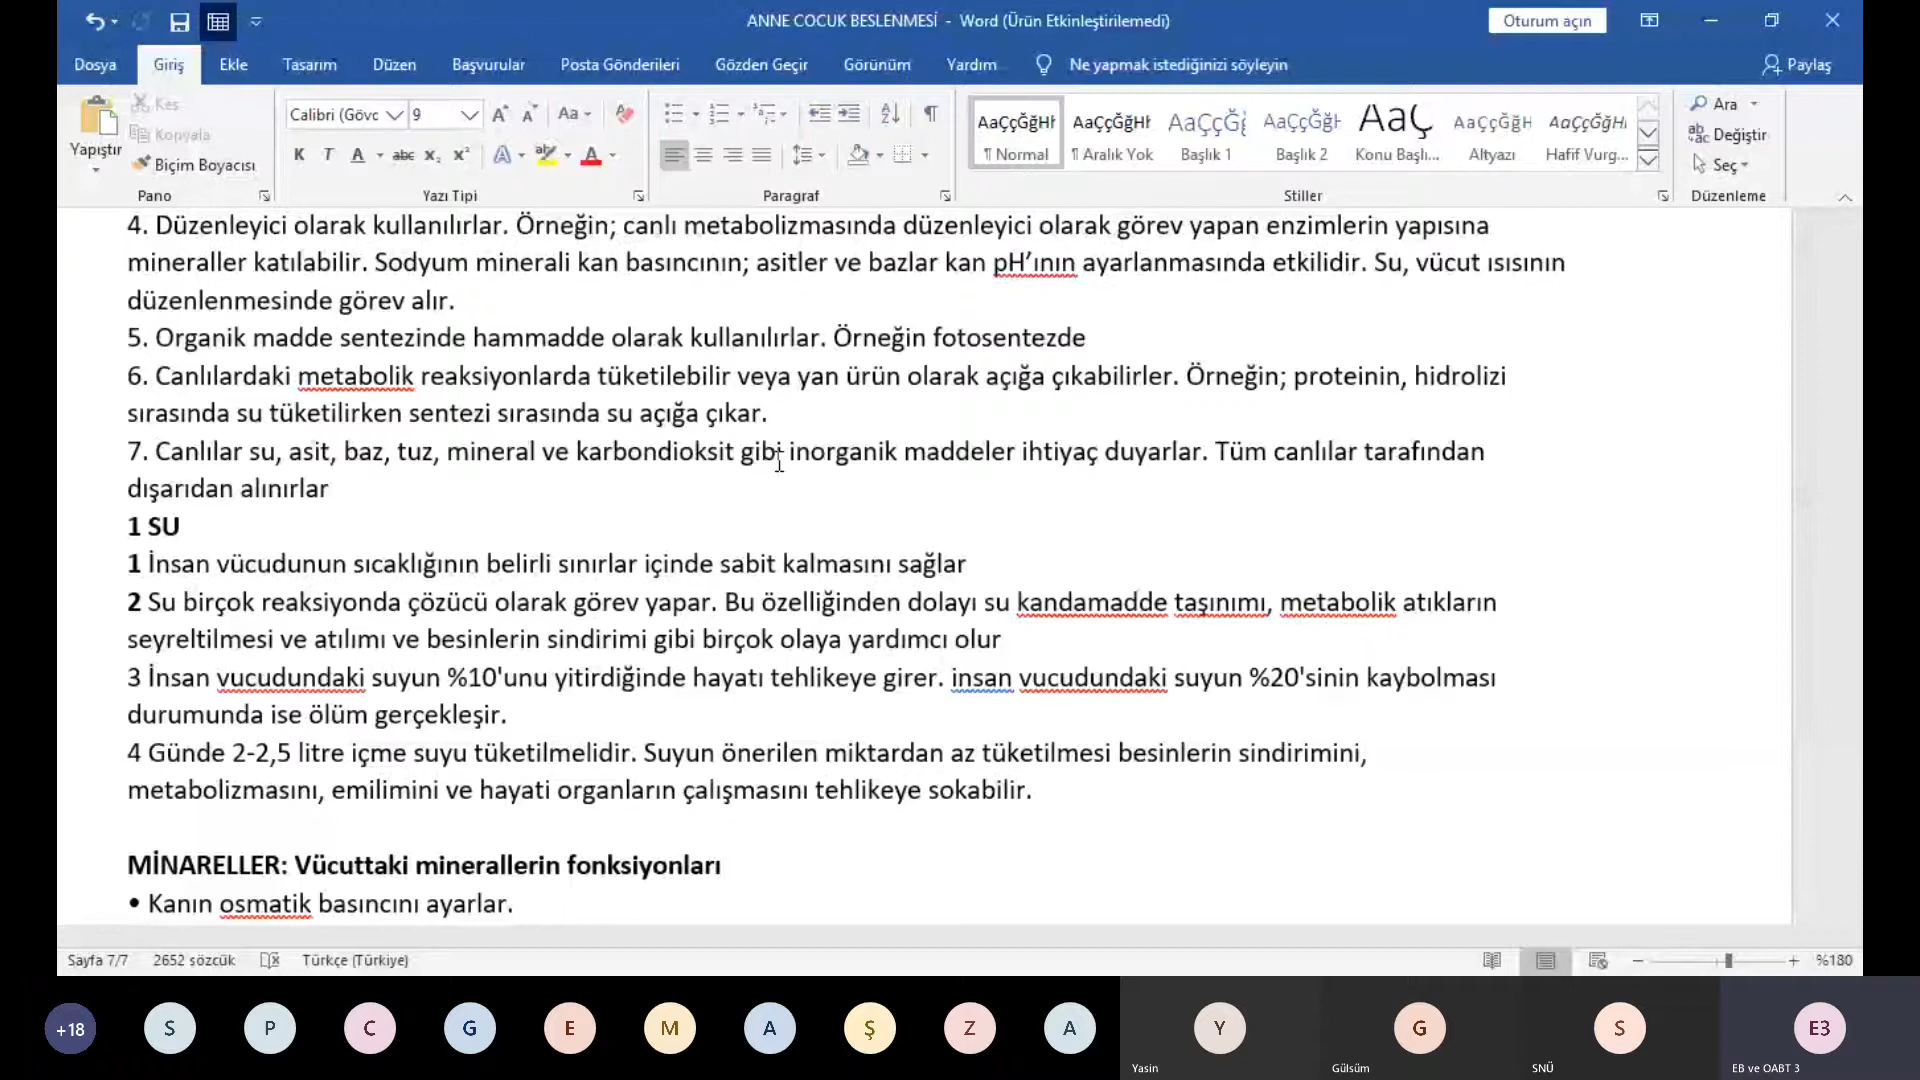 ANNE COCUK BESLENMESİ - Word (Ürün Etkinleştirilemedi)
Oturum açın
Dosya Giriş Ekle Tasarım Düzen Başvurular Posta Gönderileri Gözden Geçir Görünüm Yardım Ne yapmak istediğinizi söyleyin Paylaş
Yapıştır
Kes
Kopyala
Biçim Boyacısı
Pano
Calibri (Gövc 9
K T A abc x₂ x²
Yazı Tipi
Paragraf
AaÇçĞğHł AaÇçĞğHł AaÇçĞğ AaÇçĞğH AaÇ AaÇçĞğH AaÇçĞğH
¶ Normal ¶ Aralık Yok Başlık 1 Başlık 2 Konu Başlı... Altyazı Hafif Vurg...
Stiller
Ara
Değiştir
Seç
Düzenleme
4. Düzenleyici olarak kullanılırlar. Örneğin; canlı metabolizmasında düzenleyici olarak görev yapan enzimlerin yapısına
mineraller katılabilir. Sodyum minerali kan basıncının; asitler ve bazlar kan pH’ının ayarlanmasında etkilidir. Su, vücut ısısının
düzenlenmesinde görev alır.
5. Organik madde sentezinde hammadde olarak kullanılırlar. Örneğin fotosentezde
6. Canlılardaki metabolik reaksiyonlarda tüketilebilir veya yan ürün olarak açığa çıkabilirler. Örneğin; proteinin, hidrolizi
sırasında su tüketilirken sentezi sırasında su açığa çıkar.
7. Canlılar su, asit, baz, tuz, mineral ve karbondioksit gibi inorganik maddeler ihtiyaç duyarlar. Tüm canlılar tarafından
dışarıdan alınırlar
1 SU
1 İnsan vücudunun sıcaklığının belirli sınırlar içinde sabit kalmasını sağlar
2 Su birçok reaksiyonda çözücü olarak görev yapar. Bu özelliğinden dolayı su kandamadde taşınımı, metabolik atıkların
seyreltilmesi ve atılımı ve besinlerin sindirimi gibi birçok olaya yardımcı olur
3 İnsan vucudundaki suyun %10'unu yitirdiğinde hayatı tehlikeye girer. insan vucudundaki suyun %20'sinin kaybolması
durumunda ise ölüm gerçekleşir.
4 Günde 2-2,5 litre içme suyu tüketilmelidir. Suyun önerilen miktardan az tüketilmesi besinlerin sindirimini,
metabolizmasını, emilimini ve hayati organların çalışmasını tehlikeye sokabilir.
MİNARELLER: Vücuttaki minerallerin fonksiyonları
• Kanın osmatik basıncını ayarlar.
Sayfa 7/7 2652 sözcük Türkçe (Türkiye) %180
+18 S P C G E M A Ş Z A Y G S E3
Yasin Gülsüm SNÜ EB ve OABT 3